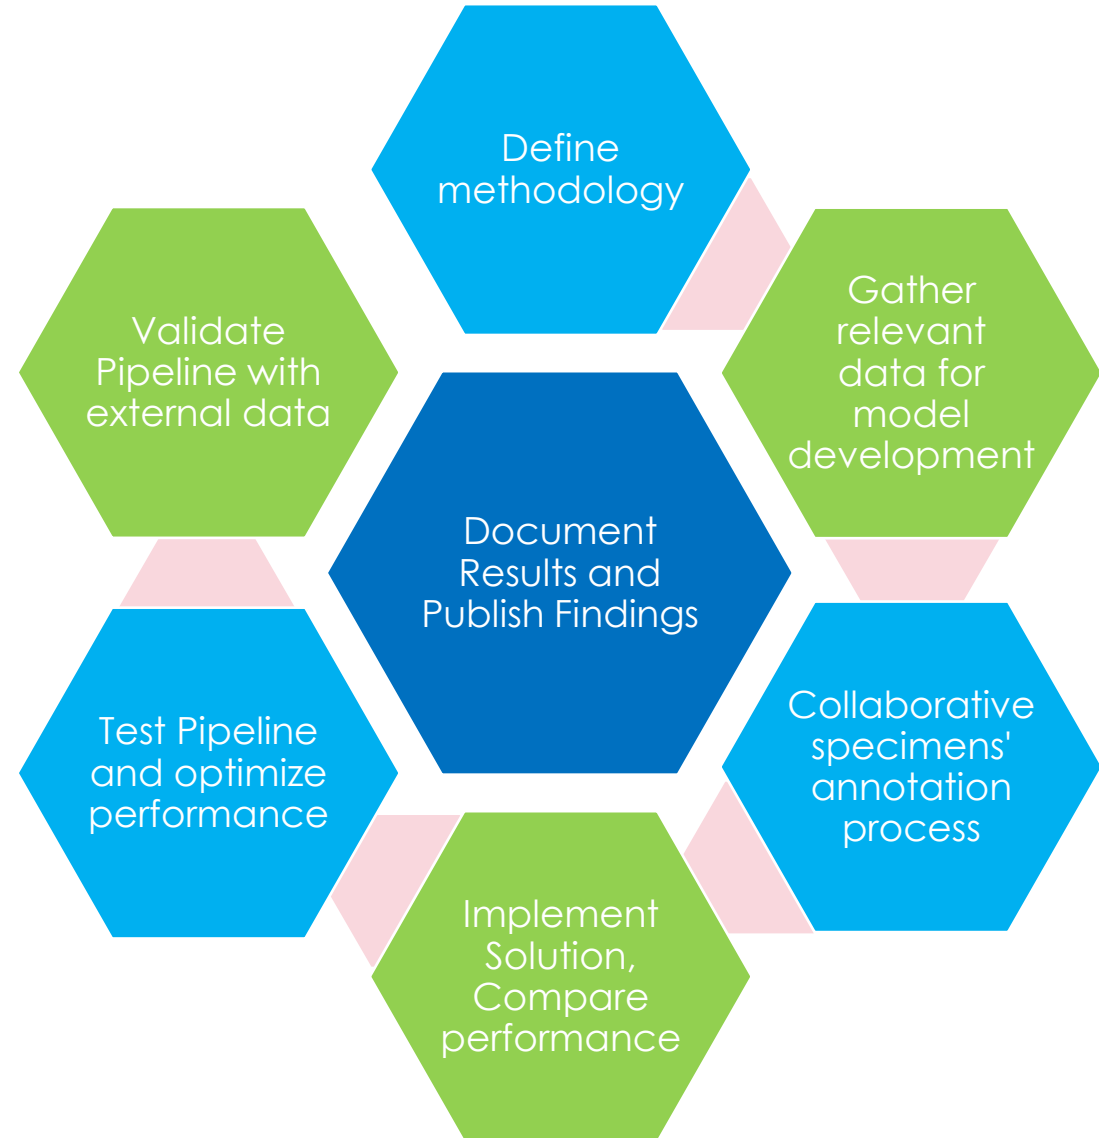 Define
methodology
Gather
relevant
data for
model
development
Collaborative
specimens'
annotation
process
Implement
Solution,
Compare
performance
Test Pipeline
and optimize
performance
Validate
Pipeline with
external data
Document
Results and
Publish Findings